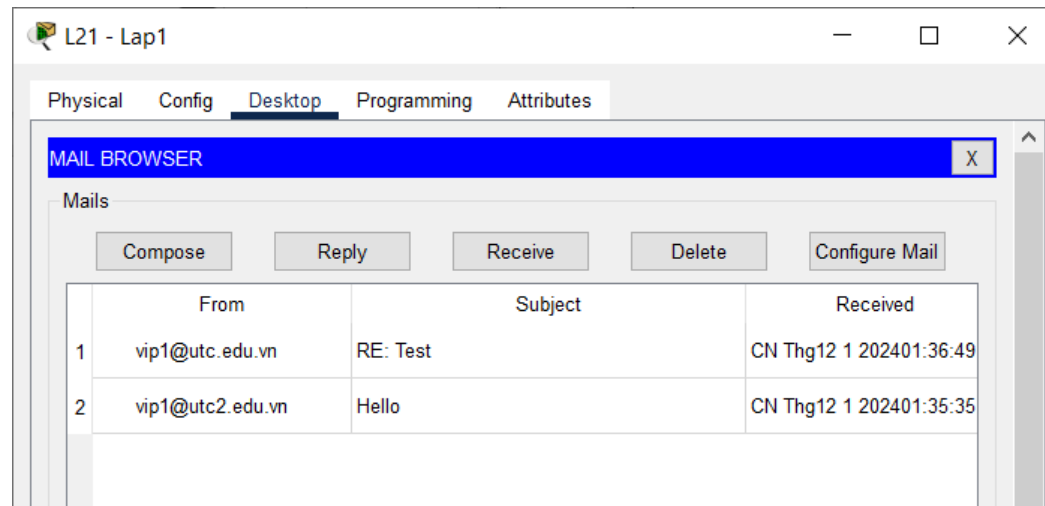 L21 - Lap1
Physical Config Desktop Programming Attributes
MAIL BROWSER X
Mails
Compose Reply Receive Delete Configure Mail
From Subject Received
1 vip1@utc.edu.vn RE: Test CN Thg12 1 202401:36:49
2 vip1@utc2.edu.vn Hello CN Thg12 1 202401:35:35